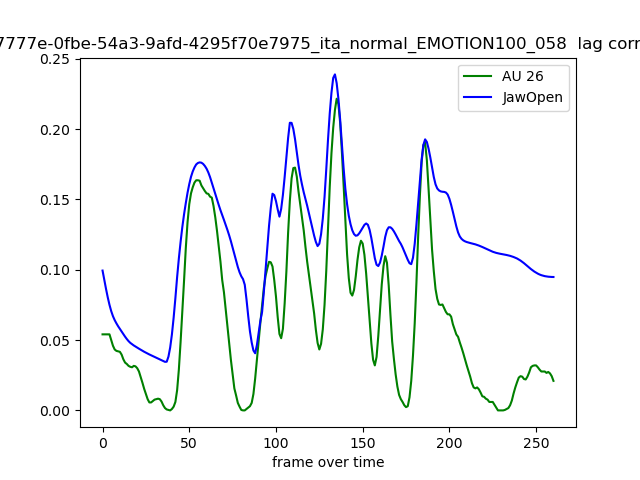 7777e-0fbe-54a3-9afd-4295f70e7975_ita_normal_EMOTION100_058 lag corr
0.25
0.20
0.15
0.10
0.05
0.00
AU 26
JawOpen
0 50 100 150 200 250
frame over time